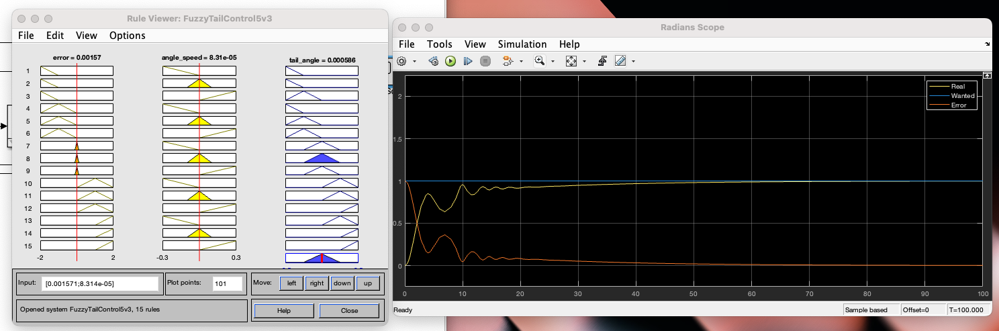 Rule Viewer: FuzzyTailControl5v3
File Edit View Options
error = 0.00157
angle_speed = 8.31e-05
tail_angle = 0.000586
1
2
3
4
5
6
7
8
9
10
11
12
13
14
15
-2 2
-0.3 0.3
Input: [0.001571;8.314e-05] Plot points: 101 Move: left right down up
Opened system FuzzyTailControl5v3, 15 rules
Help Close
Radians Scope
File Tools View Simulation Help
Real
Wanted
Error
2
1.5
1
0.5
0
0 10 20 30 40 50 60 70 80 90 100
Ready
Sample based Offset=0 T=100.000